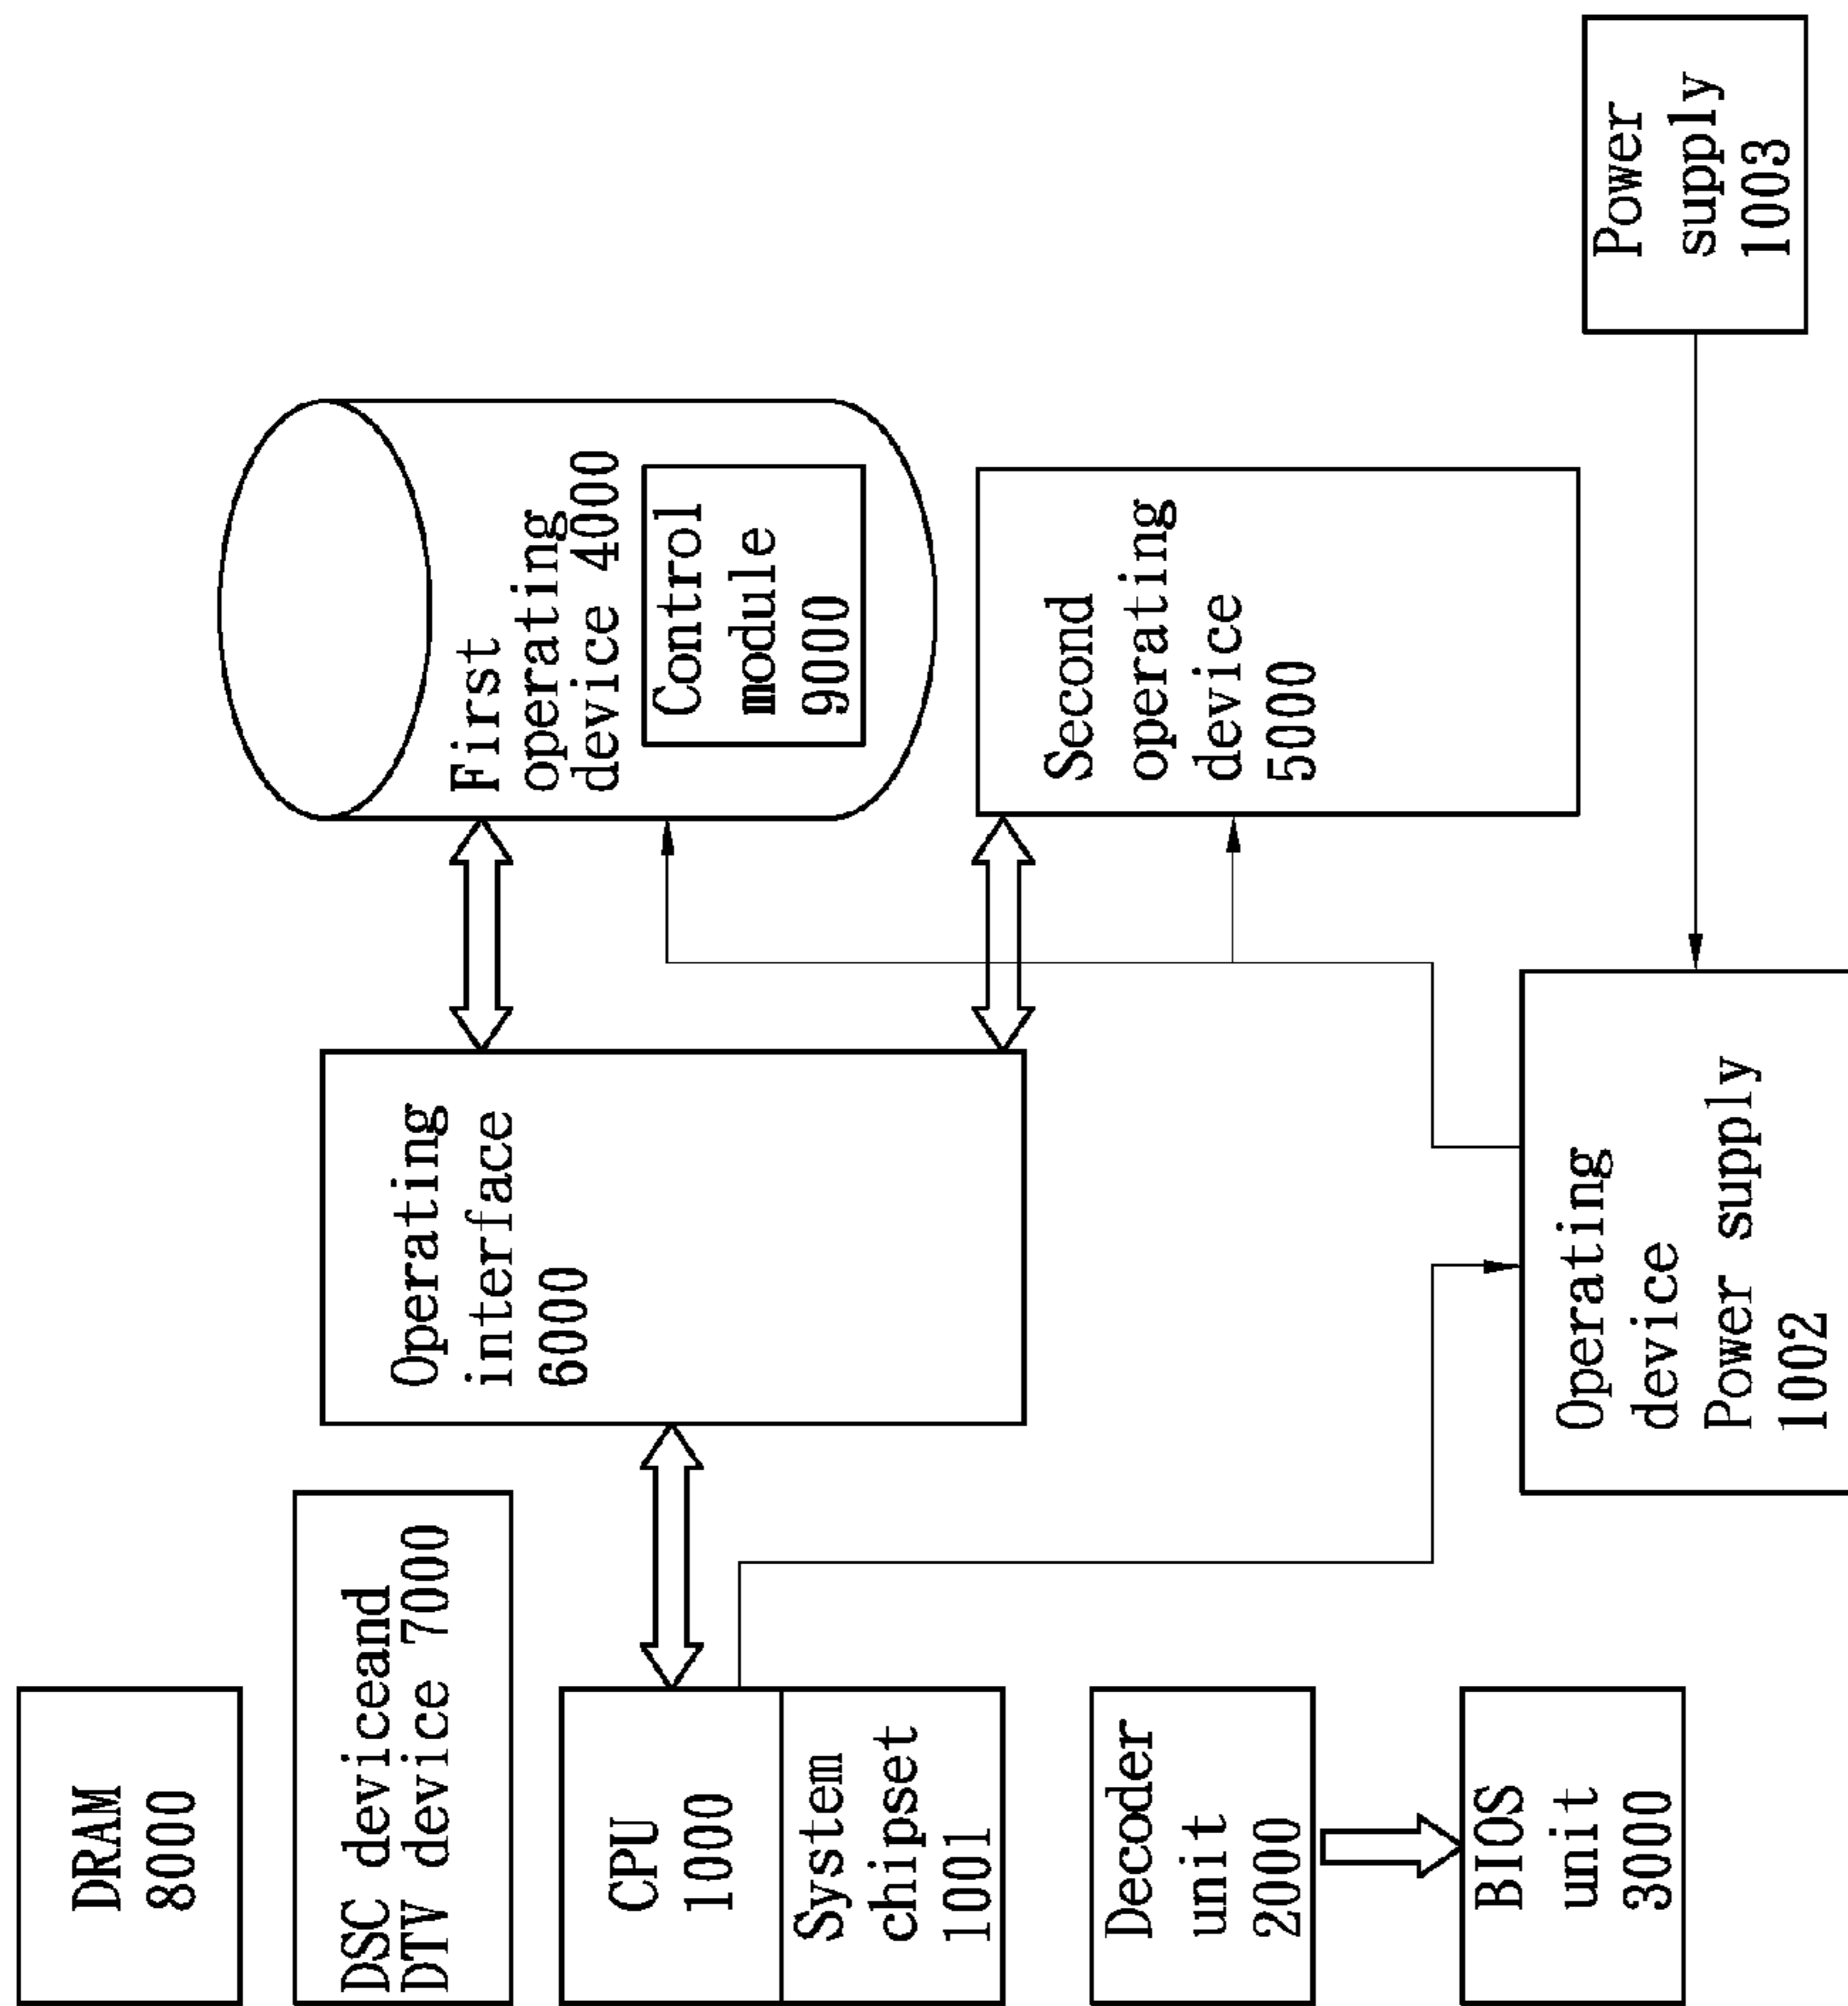 DRAM
8000
DSC deviceand
DTV device 7000
CPU
1000
System
chipset
1001
Decoder
unit
2000
BIOS
unit
3000
Operating
interface
6000
Operating
device
Power supply
1002
First
operating
device 4000
Control
module
9000
Second
operating
device
5000
Power
supply
1003